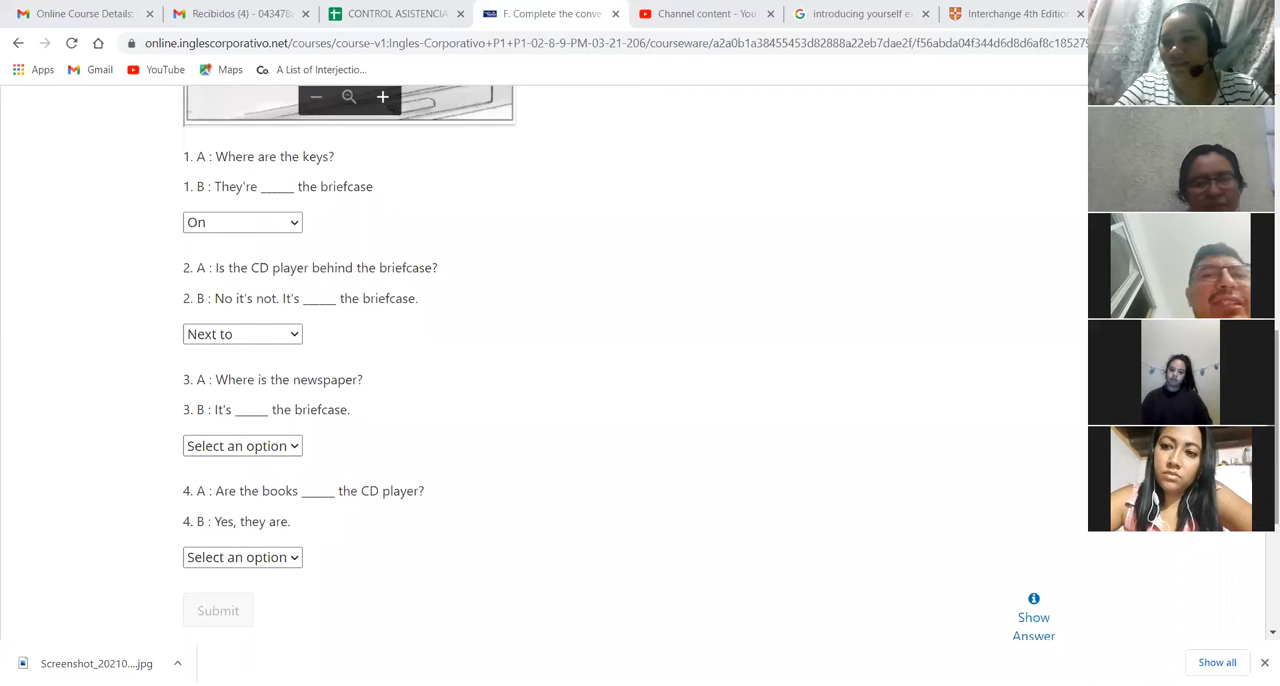 Online Course Details:
Recibidos (4) - 043478
CONTROL ASISTENCIA
F. Complete the conve
Channel content - You
introducing yourself e
Interchange 4th Edition
online.inglescorporativo.net/courses/course-v1:Ingles-Corporativo+P1+P1-02-8-9-PM-03-21-206/courseware/a2a0b1a38455453d82888a22eb7dae2f/f56abda04f344d6d8d6af8c18527
Apps
Gmail
YouTube
Maps
Co. A List of Interjectio...
1. A : Where are the keys?
1. B : They're _____ the briefcase
On
2. A : Is the CD player behind the briefcase?
2. B : No it's not. It's _____ the briefcase.
Next to
3. A : Where is the newspaper?
3. B : It's _____ the briefcase.
Select an option
4. A : Are the books _____ the CD player?
4. B : Yes, they are.
Select an option
Submit
Show
Answer
Screenshot_20210....jpg
Show all